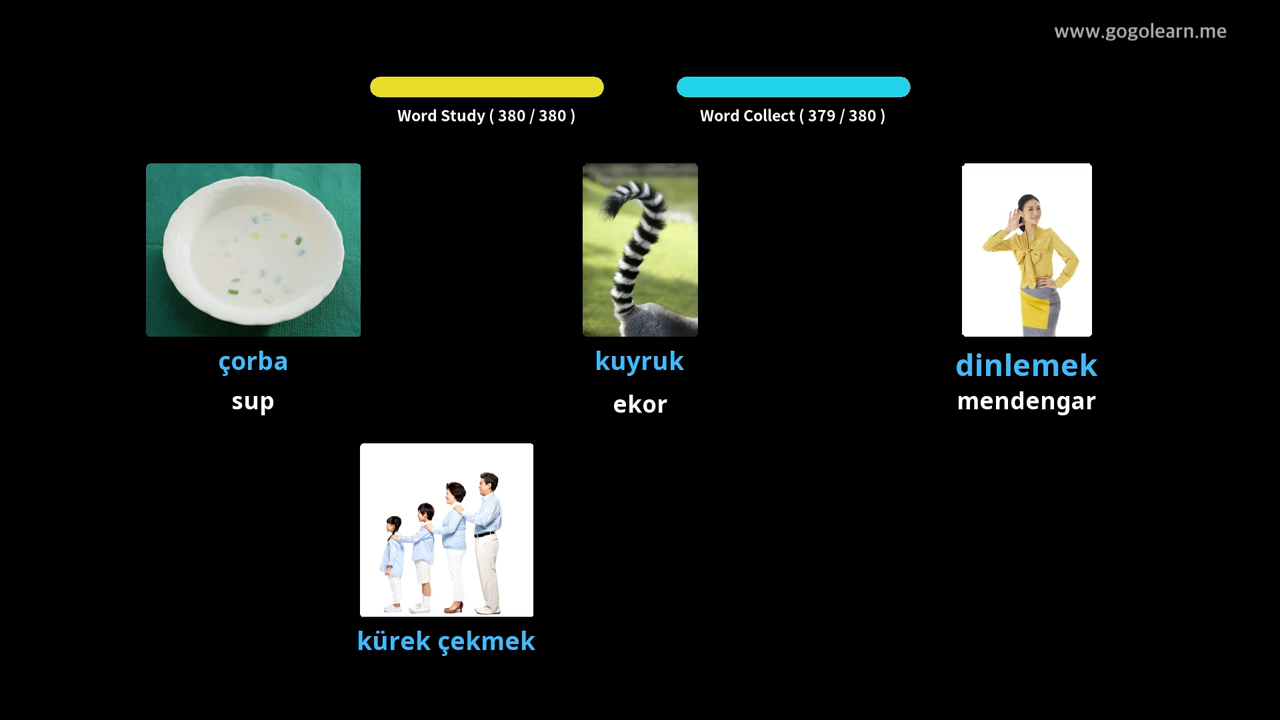 www.gogolearn.me
Word Study ( 380 / 380 )
Word Collect ( 379 / 380 )
çorba
sup
kuyruk
ekor
dinlemek
mendengar
kürek çekmek